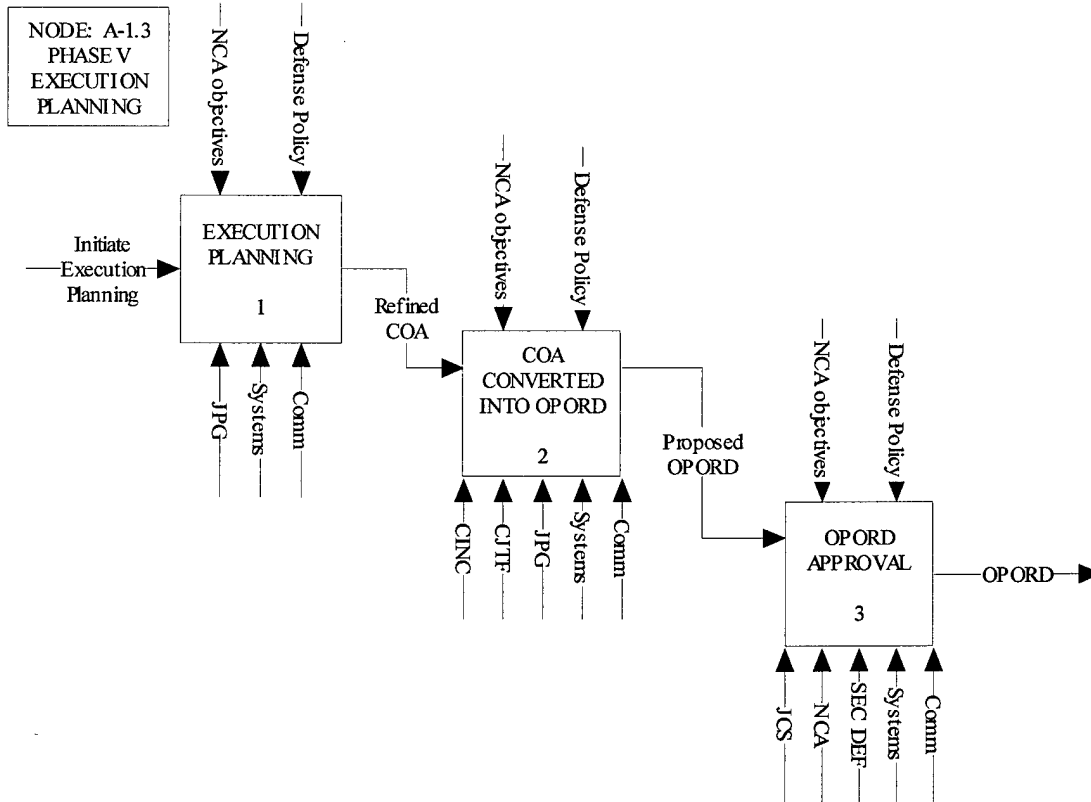 NODE: A-1.3
PHASE V
EXECUTION
PLANNING
NCA objectives
Defense Policy
Initiate
Execution
Planning
EXECUTION
PLANNING
1
JPG
Systems
Comm
Refined
COA
NCA objectives
Defense Policy
COA
CONVERTED
INTO OPORD
2
CINC
CJTF
JPG
Systems
Comm
Proposed
OPORD
NCA objectives
Defense Policy
OPORD
APPROVAL
3
JCS
NCA
SEC DEF
Systems
Comm
OPORD